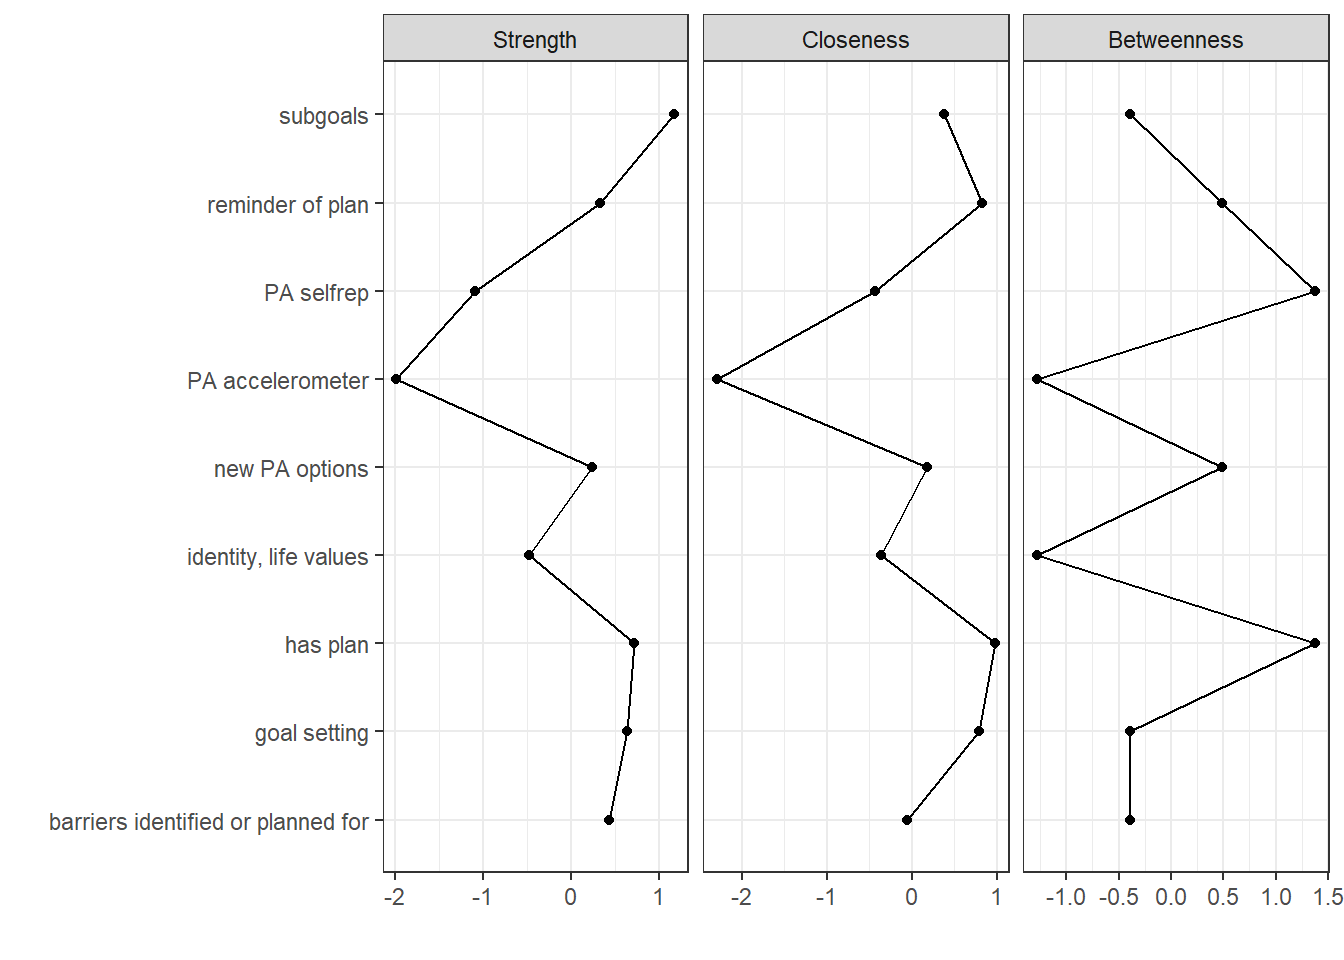 Strength
Closeness
Betweenness
subgoals
reminder of plan
PA selfrep
PA accelerometer
new PA options
identity, life values
has plan
goal setting
barriers identified or planned for
-2 -1 0 1
-2 -1 0 1
-1.0 -0.5 0.0 0.5 1.0 1.5